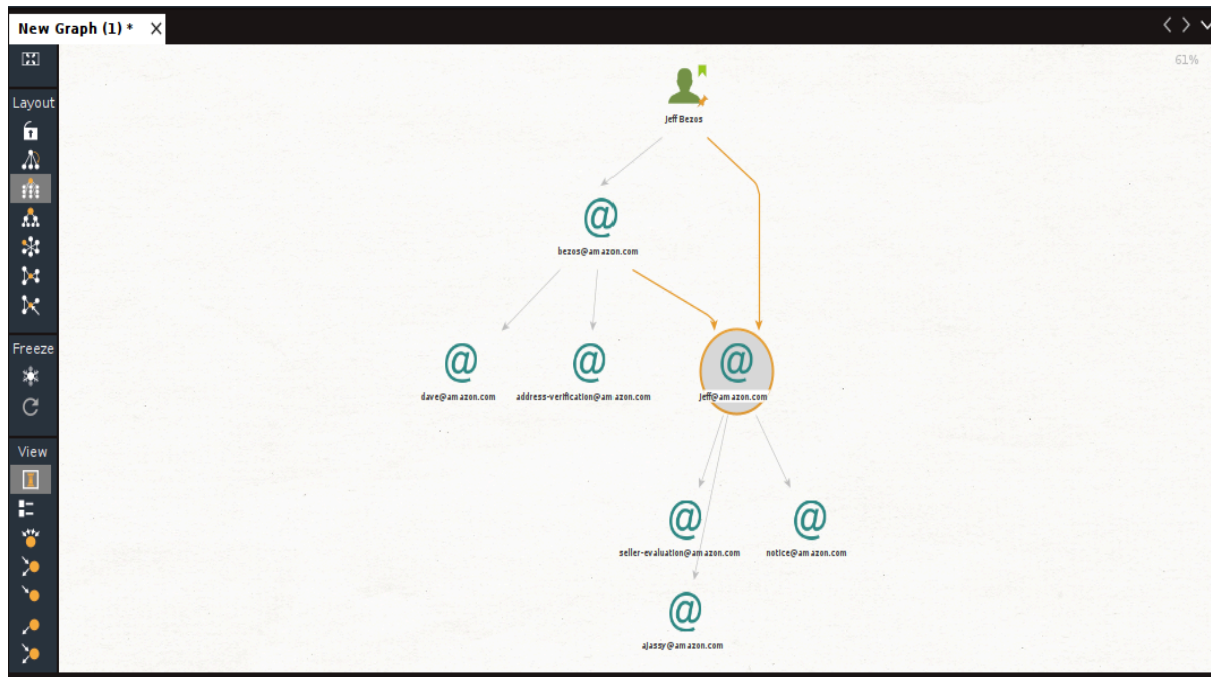 New Graph (1) * X
61%
Layout
Jeff Bezos
bezos@amazon.com
Freeze
dave@amazon.com
address-verification@amazon.com
jeff@amazon.com
View
seller-evaluation@amazon.com
notice@amazon.com
ajassy@amazon.com